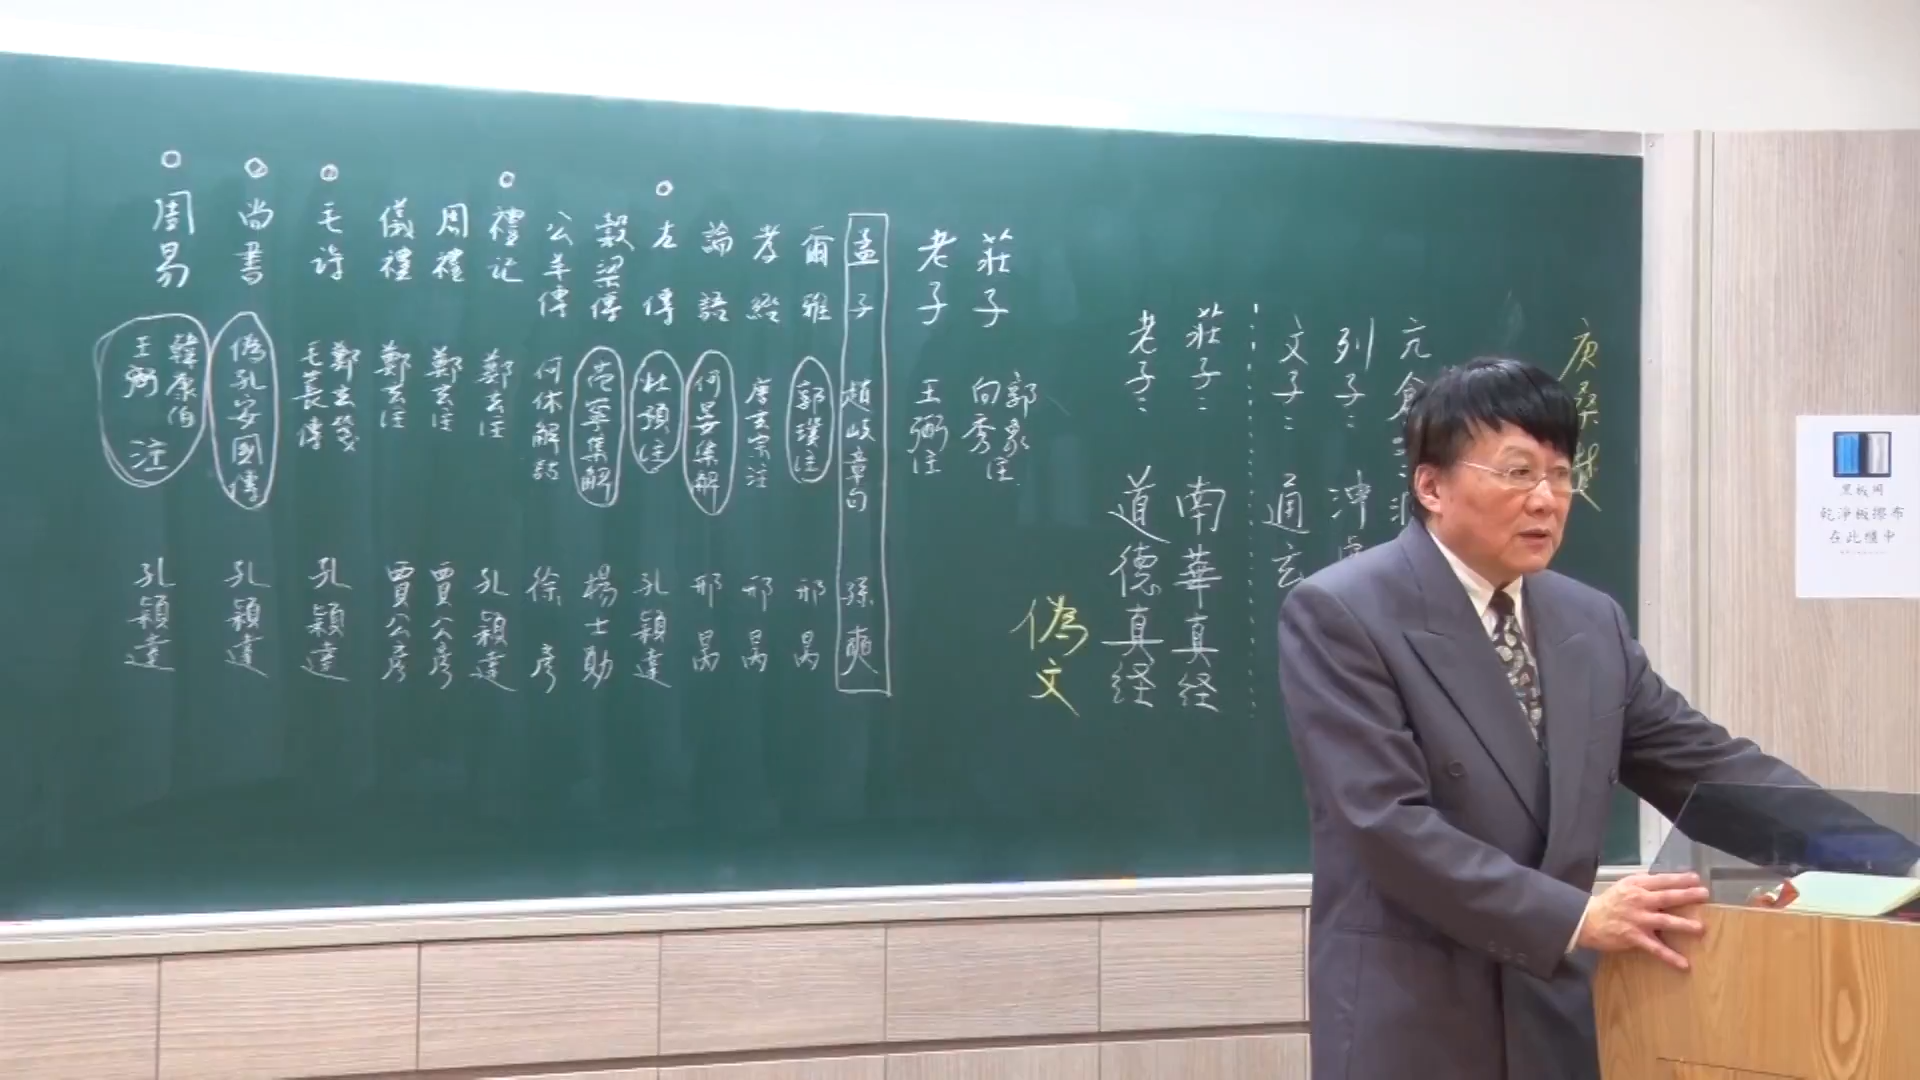 周易
王弼
韓康伯
注
孔穎達
尚書
偽孔安國傳
孔穎達
毛詩
毛萇傳
鄭玄箋
孔穎達
儀禮
鄭玄注
賈公彥
周禮
鄭玄注
賈公彥
禮記
鄭玄注
孔穎達
公羊傳
何休解詁
徐彥
穀梁傳
范寧集解
楊士勛
左傳
杜預注
孔穎達
論語
何晏集解
邢昺
孝經
唐玄宗注
邢昺
爾雅
郭璞注
邢昺
孟子
趙岐章句
孫奭
老子
王弼注
莊子
向秀
郭象注
偽文
老子
道德真経
莊子
南華真経
文子
通玄
列子
沖虛
亢倉
庚桑楚
黑板用
乾淨板擦布
在此櫃中